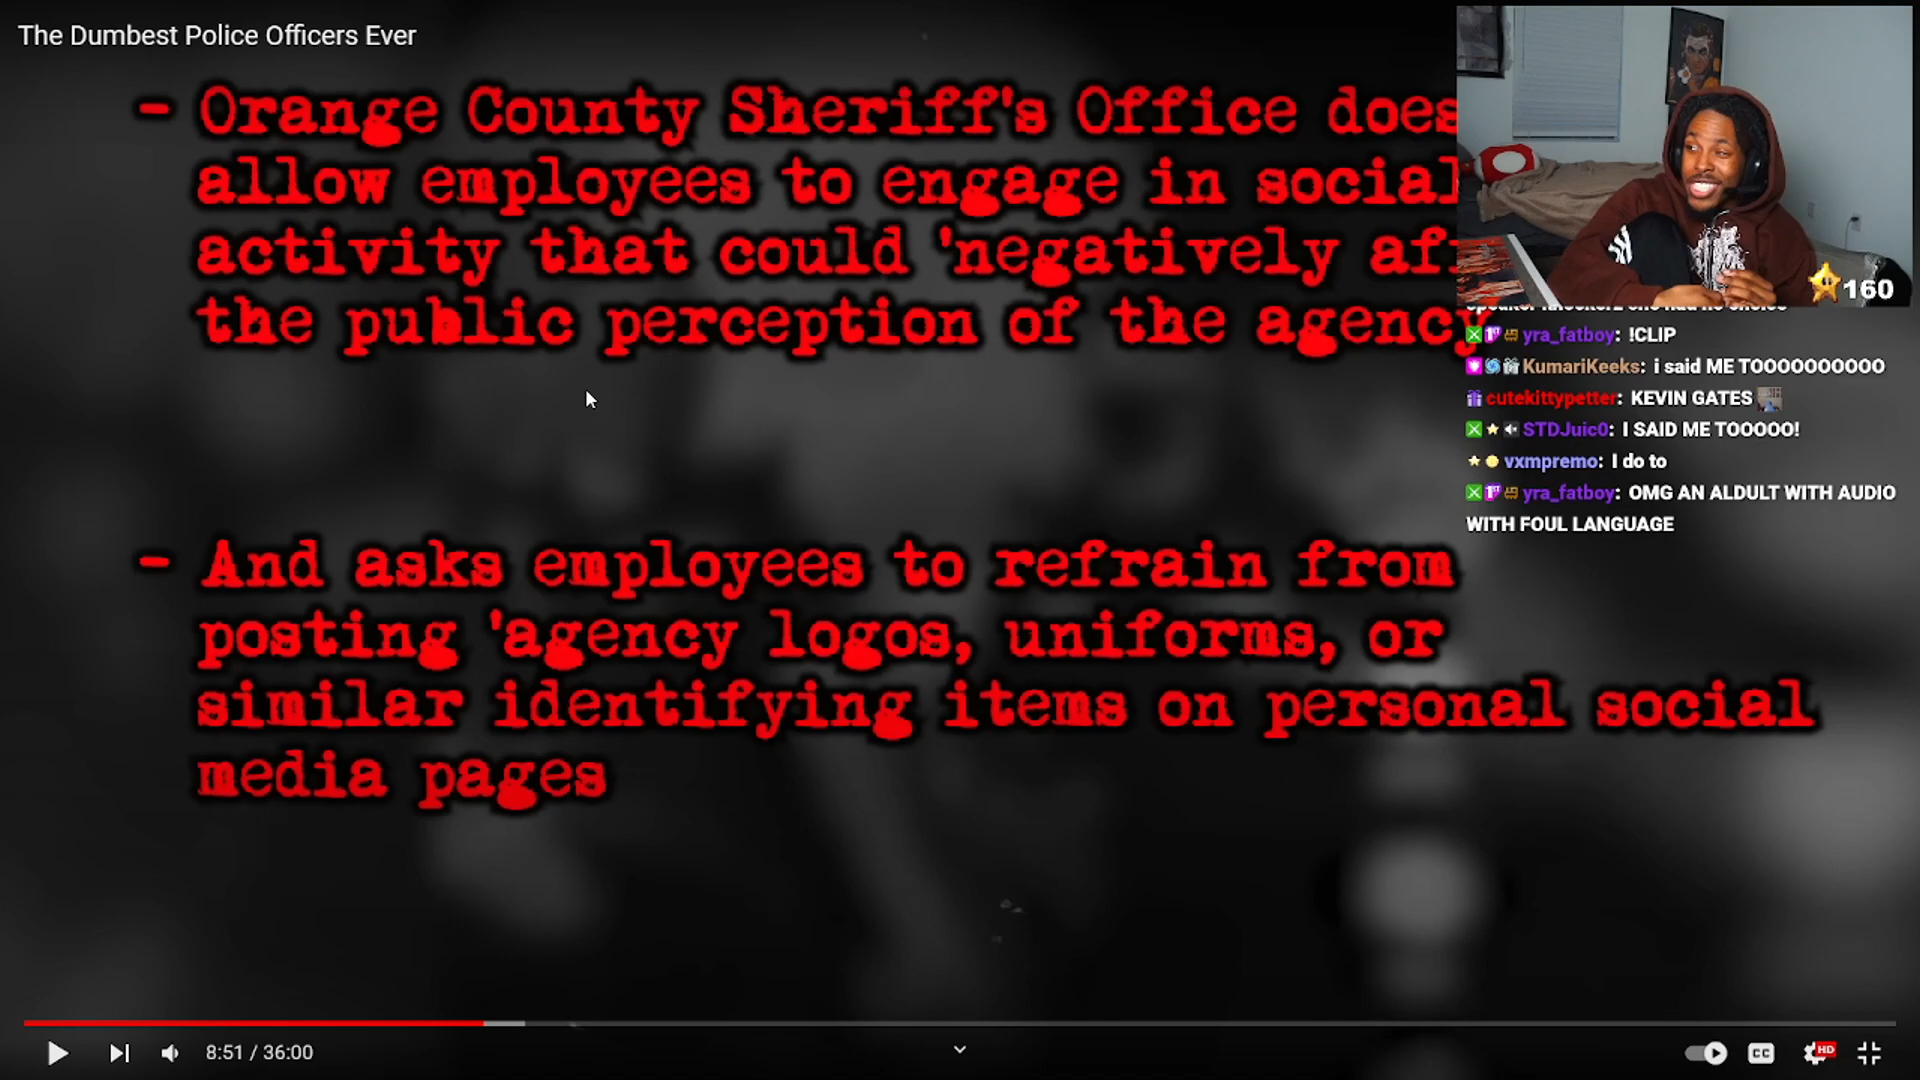 The Dumbest Police Officers Ever
- Orange County Sheriff's Office does
allow employees to engage in social
activity that could 'negatively
the public perception of the agency
- And asks employees to refrain from
posting 'agency logos, uniforms, or
similar identifying items on personal social
media pages
160
yra_fatboy: !CLIP
KumariKeeks: i said ME TOOOOOOOOOO
cutekittypetter: KEVIN GATES
STDJuic0: I SAID ME TOOOOO!
vxmpremo: I do to
yra_fatboy: OMG AN ALDULT WITH AUDIO
WITH FOUL LANGUAGE
8:51 / 36:00
CC
HD